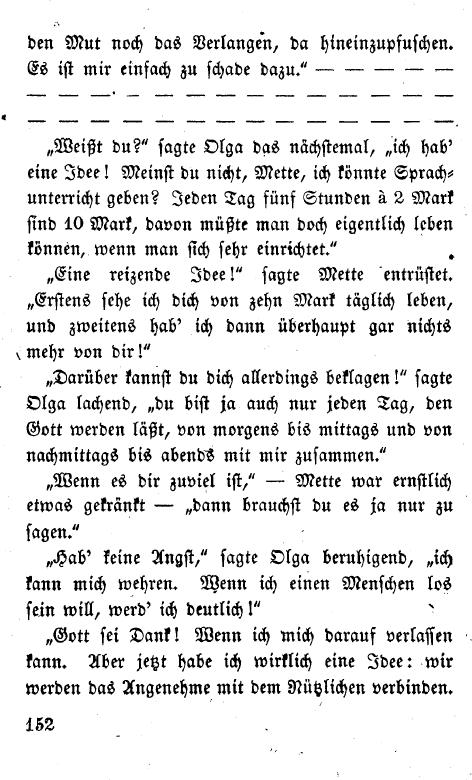 den Mut noch das Verlangen, da hineinzupfuschen.
Es ist mir einfach zu schade dazu.“ — — — — — —
— — — — — — — — — — — — — — — —
— — — — — — — — — — — — — — — —
„Weißt du?“ sagte Olga das nächstemal, „ich hab’
eine Idee! Meinst du nicht, Mette, ich könnte Sprach-
unterricht geben? Jeden Tag fünf Stunden à 2 Mark
sind 10 Mark, davon müßte man doch eigentlich leben
können, wenn man sich sehr einrichtet.“
„Eine reizende Idee!“ sagte Mette entrüstet.
„Erstens sehe ich dich von zehn Mark täglich leben,
und zweitens hab’ ich dann überhaupt gar nichts
mehr von dir!“
„Darüber kannst du dich allerdings beklagen!“ sagte
Olga lachend, „du bist ja auch nur jeden Tag, den
Gott werden läßt, von morgens bis mittags und von
nachmittags bis abends mit mir zusammen.“
„Wenn es dir zuviel ist,“ — Mette war ernstlich
etwas gekränkt — „dann brauchst du es ja nur zu
sagen.“
„Hab’ keine Angst,“ sagte Olga beruhigend, „ich
kann mich wehren. Wenn ich einen Menschen los
sein will, werd’ ich deutlich!“
„Gott sei Dank! Wenn ich mich darauf verlassen
kann. Aber jetzt habe ich wirklich eine Idee: wir
werden das Angenehme mit dem Nützlichen verbinden.
152